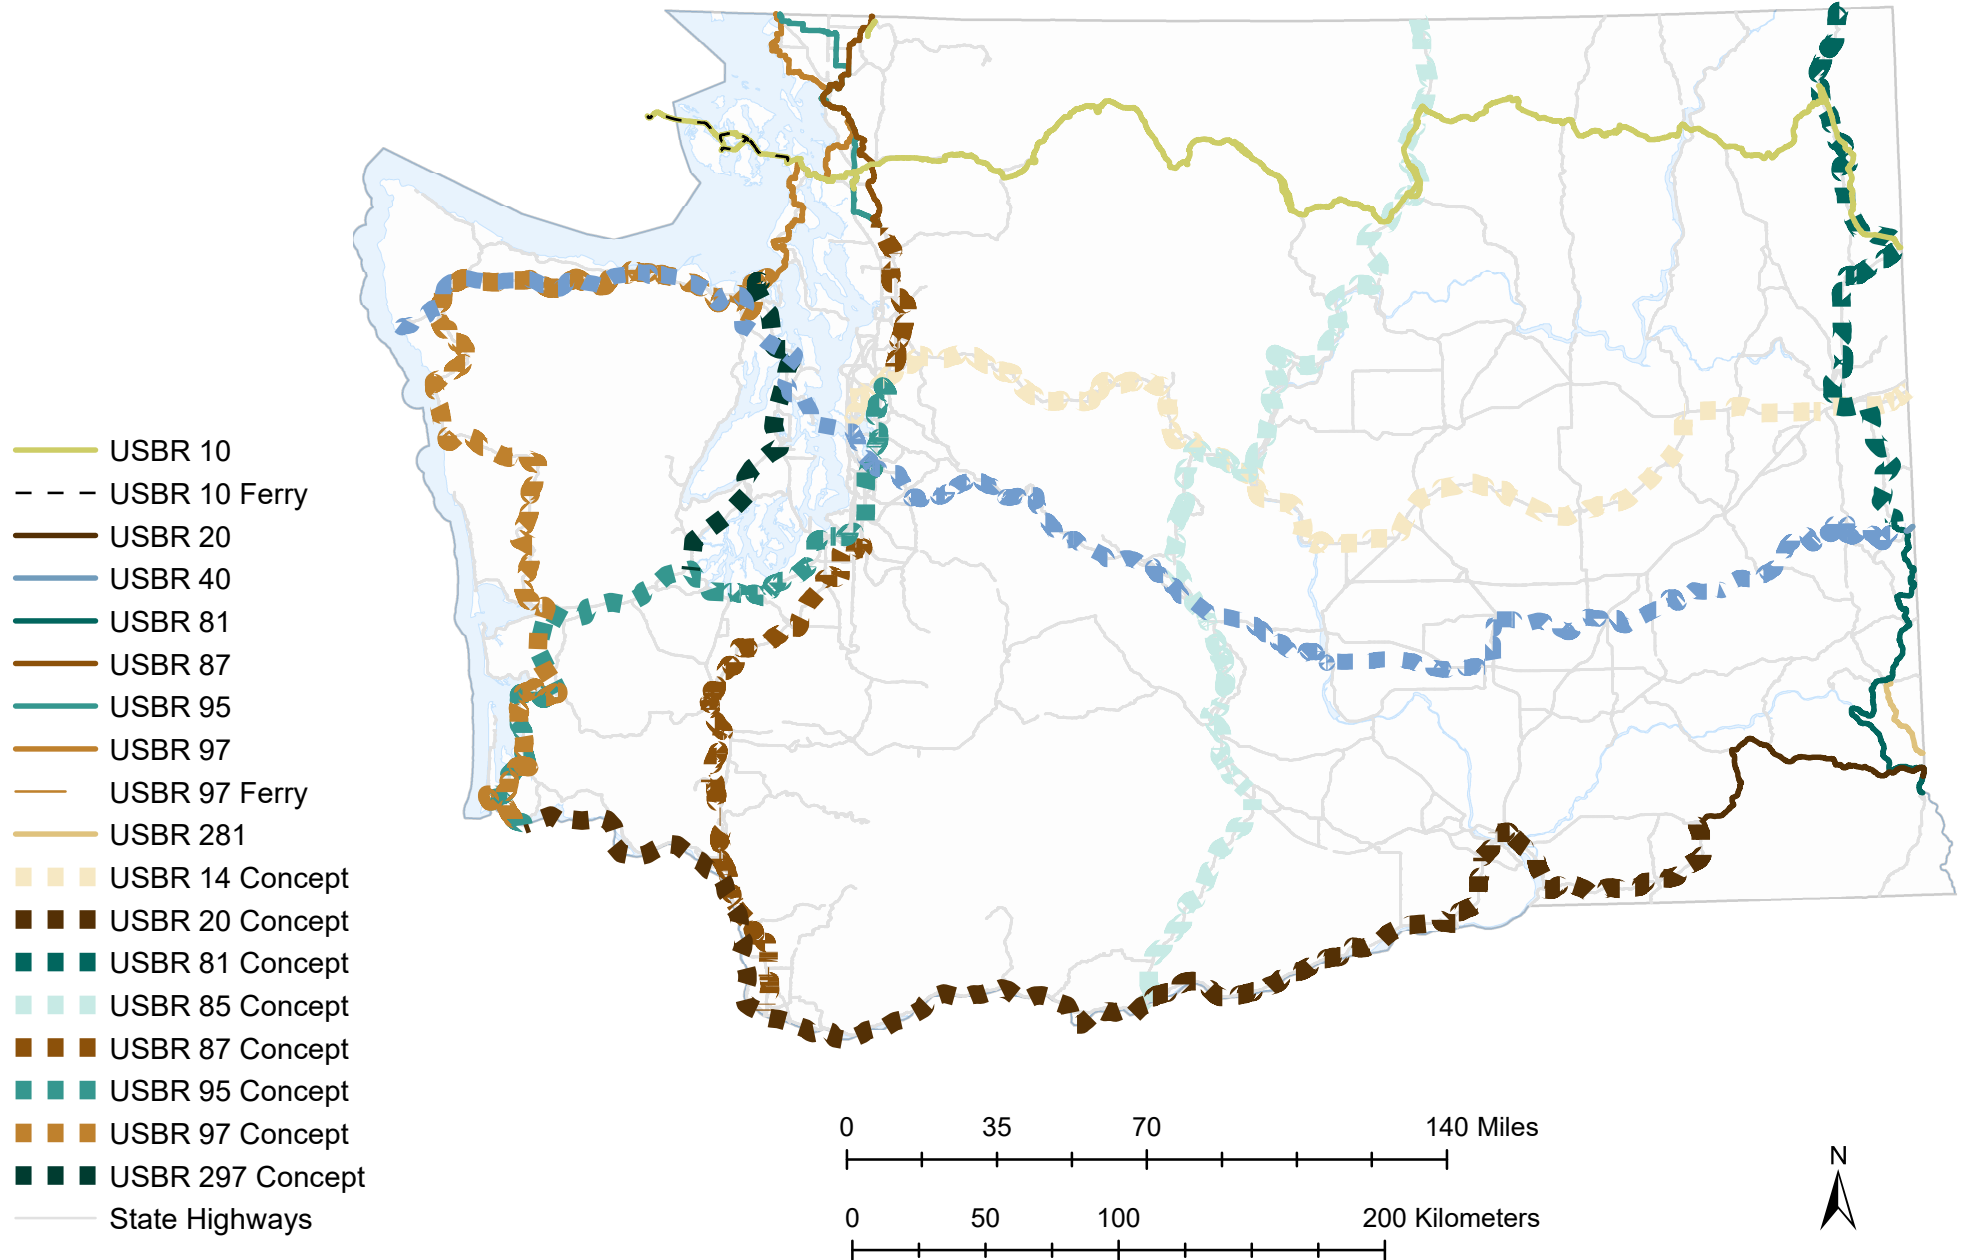 USBR 10
USBR 10 Ferry
USBR 20
USBR 40
USBR 81
USBR 87
USBR 95
USBR 97
USBR 97 Ferry
USBR 281
USBR 14 Concept
USBR 20 Concept
USBR 81 Concept
USBR 85 Concept
USBR 87 Concept
USBR 95 Concept
USBR 97 Concept
USBR 297 Concept
State Highways
0 35 70 140 Miles
0 50 100 200 Kilometers
N